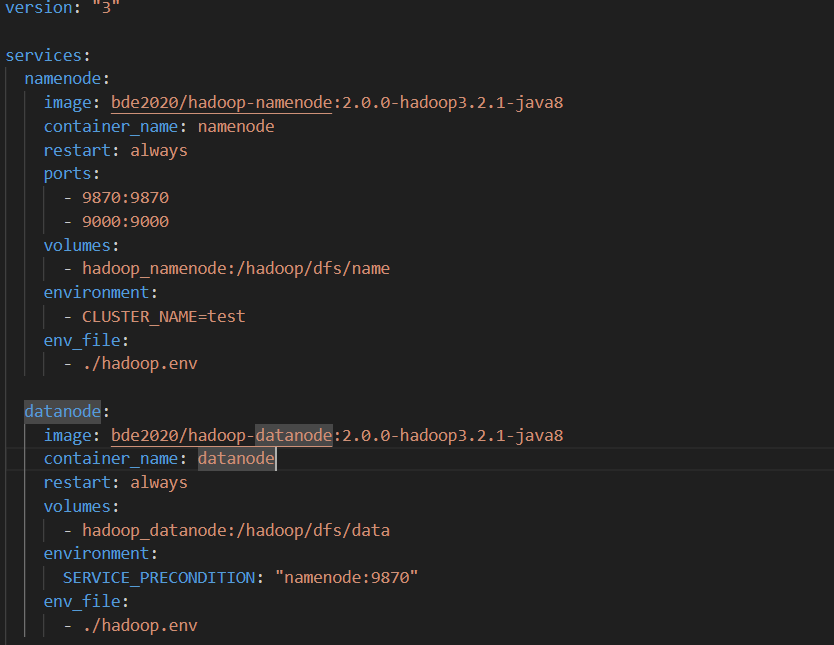 version: "3"
services:
namenode:
image: bde2020/hadoop-namenode:2.0.0-hadoop3.2.1-java8
container_name: namenode
restart: always
ports:
- 9870:9870
- 9000:9000
volumes:
- hadoop_namenode:/hadoop/dfs/name
environment:
- CLUSTER_NAME=test
env_file:
- ./hadoop.env
datanode:
image: bde2020/hadoop-datanode:2.0.0-hadoop3.2.1-java8
container_name: datanode
restart: always
volumes:
- hadoop_datanode:/hadoop/dfs/data
environment:
SERVICE_PRECONDITION: "namenode:9870"
env_file:
- ./hadoop.env